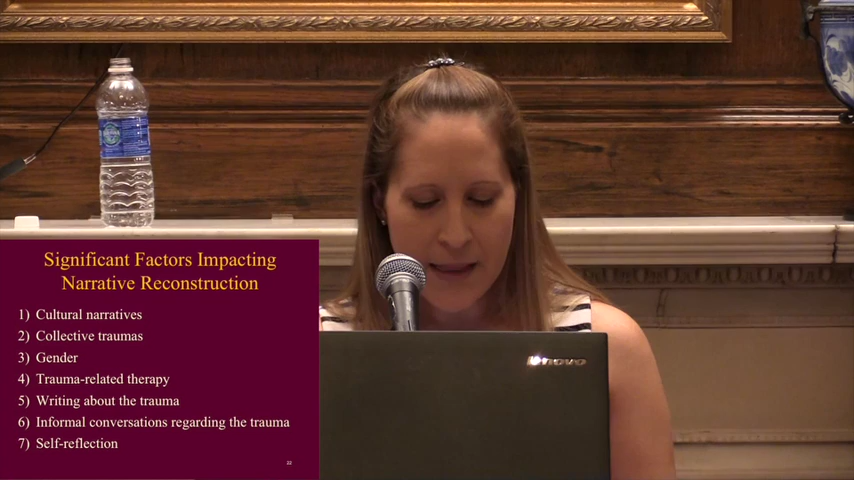 Significant Factors Impacting
Narrative Reconstruction
1) Cultural narratives
2) Collective traumas
3) Gender
4) Trauma-related therapy
5) Writing about the trauma
6) Informal conversations regarding the trauma
7) Self-reflection
22
lenovo